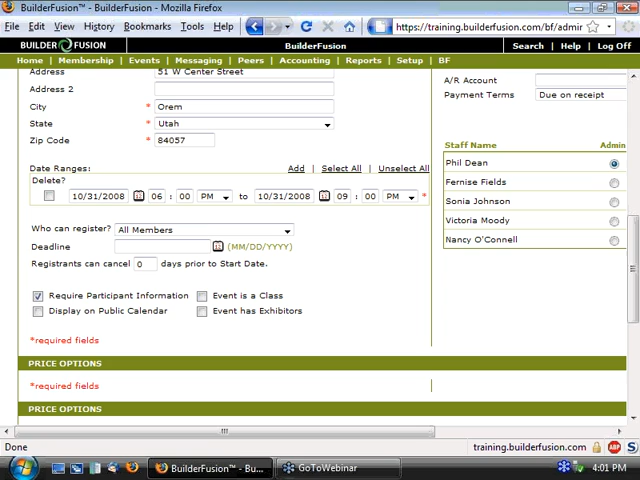 BuilderFusion™ - Mozilla Firefox
File Edit View History Bookmarks Tools Help
https://training.builderfusion.com/bf/admir
BUILDER FUSION
BuilderFusion
Search | Help | Log Off
Home | Membership | Events | Messaging | Peers | Accounting | Reports | Setup | BF
Address 51 W Center Street
Address 2
City * Orem
State * Utah
Zip Code * 84057
A/R Account
Payment Terms Due on receipt
Staff Name Admin
Phil Dean
Fernise Fields
Sonia Johnson
Victoria Moody
Nancy O'Connell
Date Ranges: Add | Select All | Unselect All
Delete?
10/31/2008 06 : 00 PM to 10/31/2008 09 : 00 PM *
Who can register? All Members
Deadline (MM/DD/YYYY)
Registrants can cancel 0 days prior to Start Date.
Require Participant Information Event is a Class
Display on Public Calendar Event has Exhibitors
*required fields
PRICE OPTIONS
*required fields
PRICE OPTIONS
Done
training.builderfusion.com
ABP
BuilderFusion™ - Bu...
GoToWebinar
4:01 PM